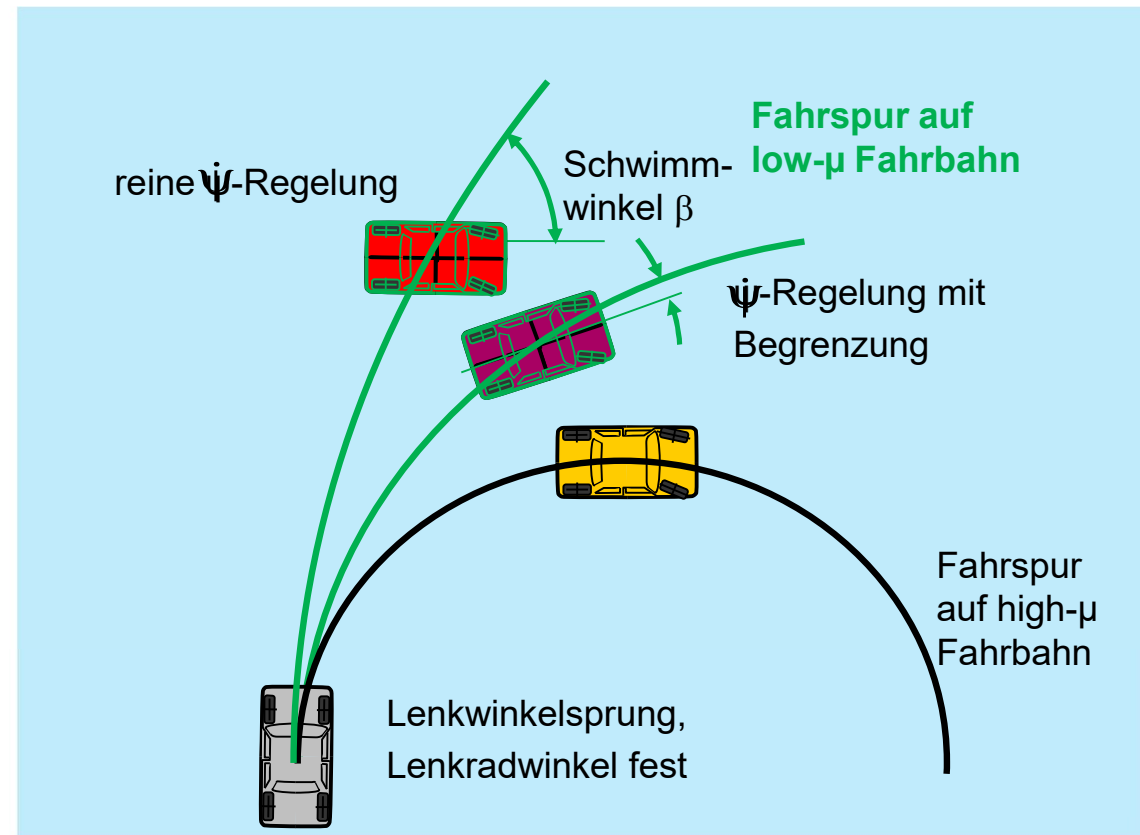 Fahrspur auf
low-μ Fahrbahn
reine ψ̇-Regelung
Schwimm-
winkel β
ψ̇-Regelung mit
Begrenzung
Fahrspur
auf high-μ
Fahrbahn
Lenkwinkelsprung,
Lenkradwinkel fest